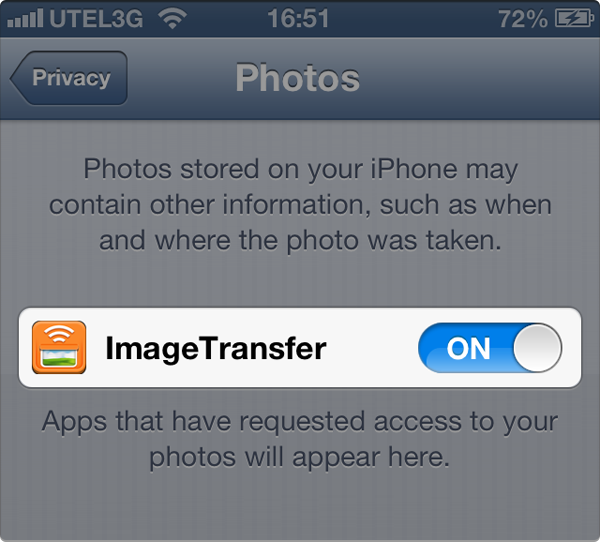 UTEL3G 16:51 72%
Privacy Photos
Photos stored on your iPhone may
contain other information, such as when
and where the photo was taken.
ImageTransfer ON
Apps that have requested access to your
photos will appear here.